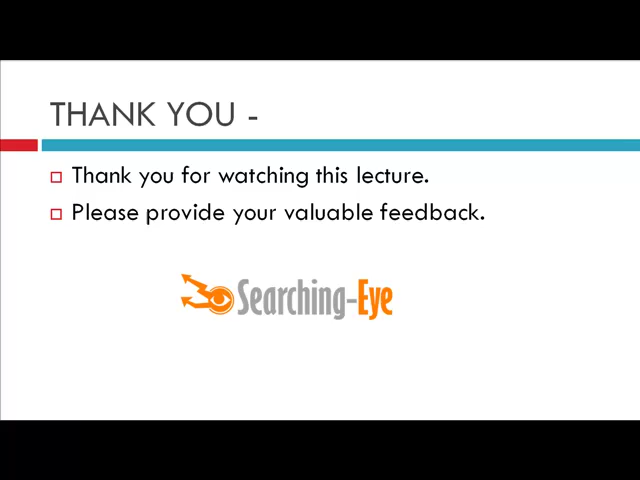 THANK YOU -
Thank you for watching this lecture.
Please provide your valuable feedback.
Searching-Eye